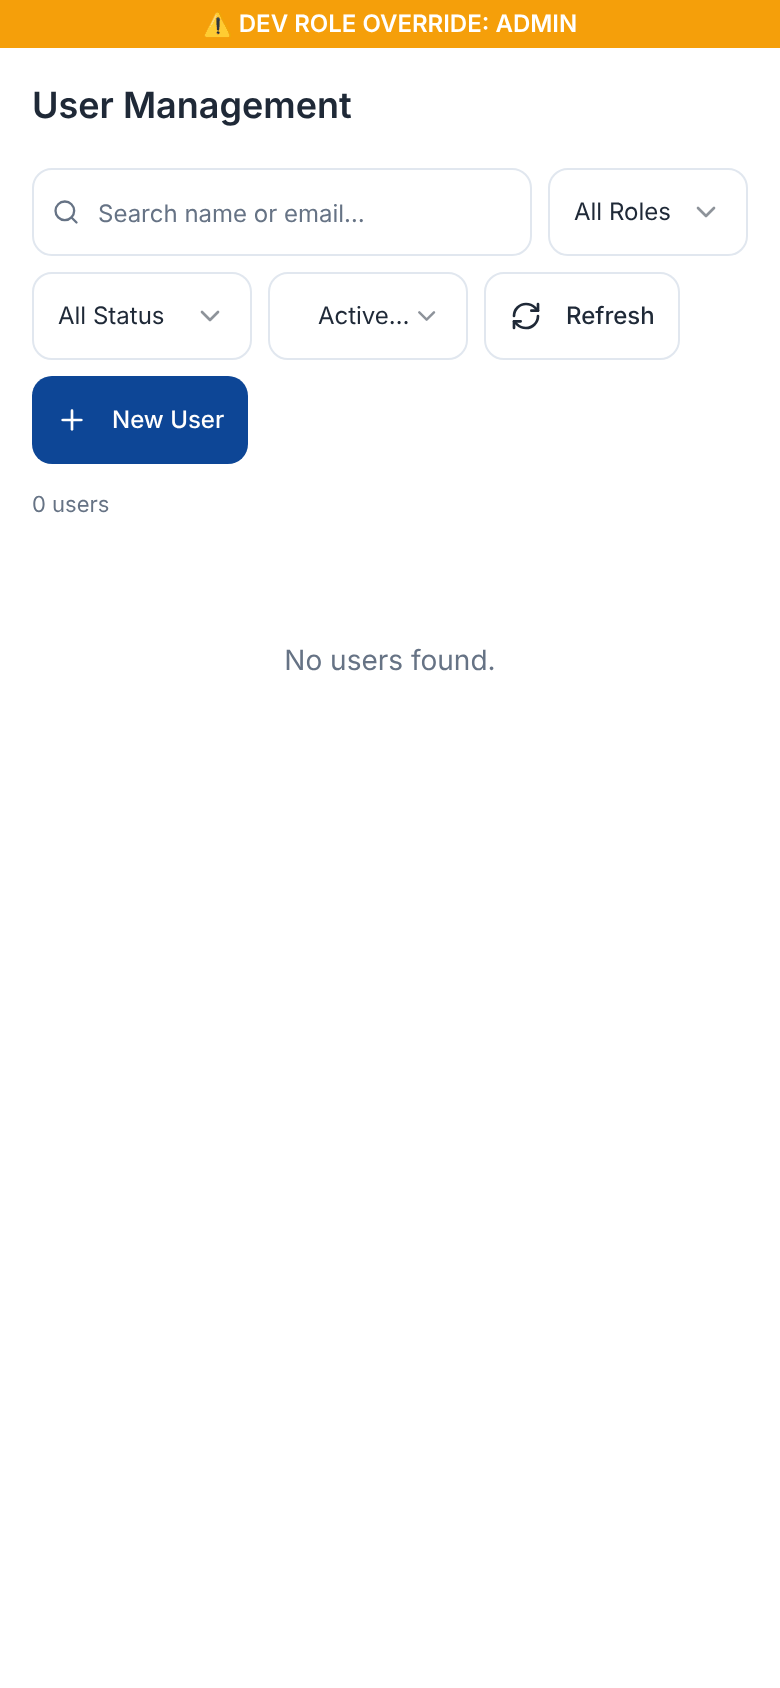 ⚠️ DEV ROLE OVERRIDE: ADMIN
User Management
Search name or email...
All Roles
All Status
Active...
Refresh
New User
0 users
No users found.